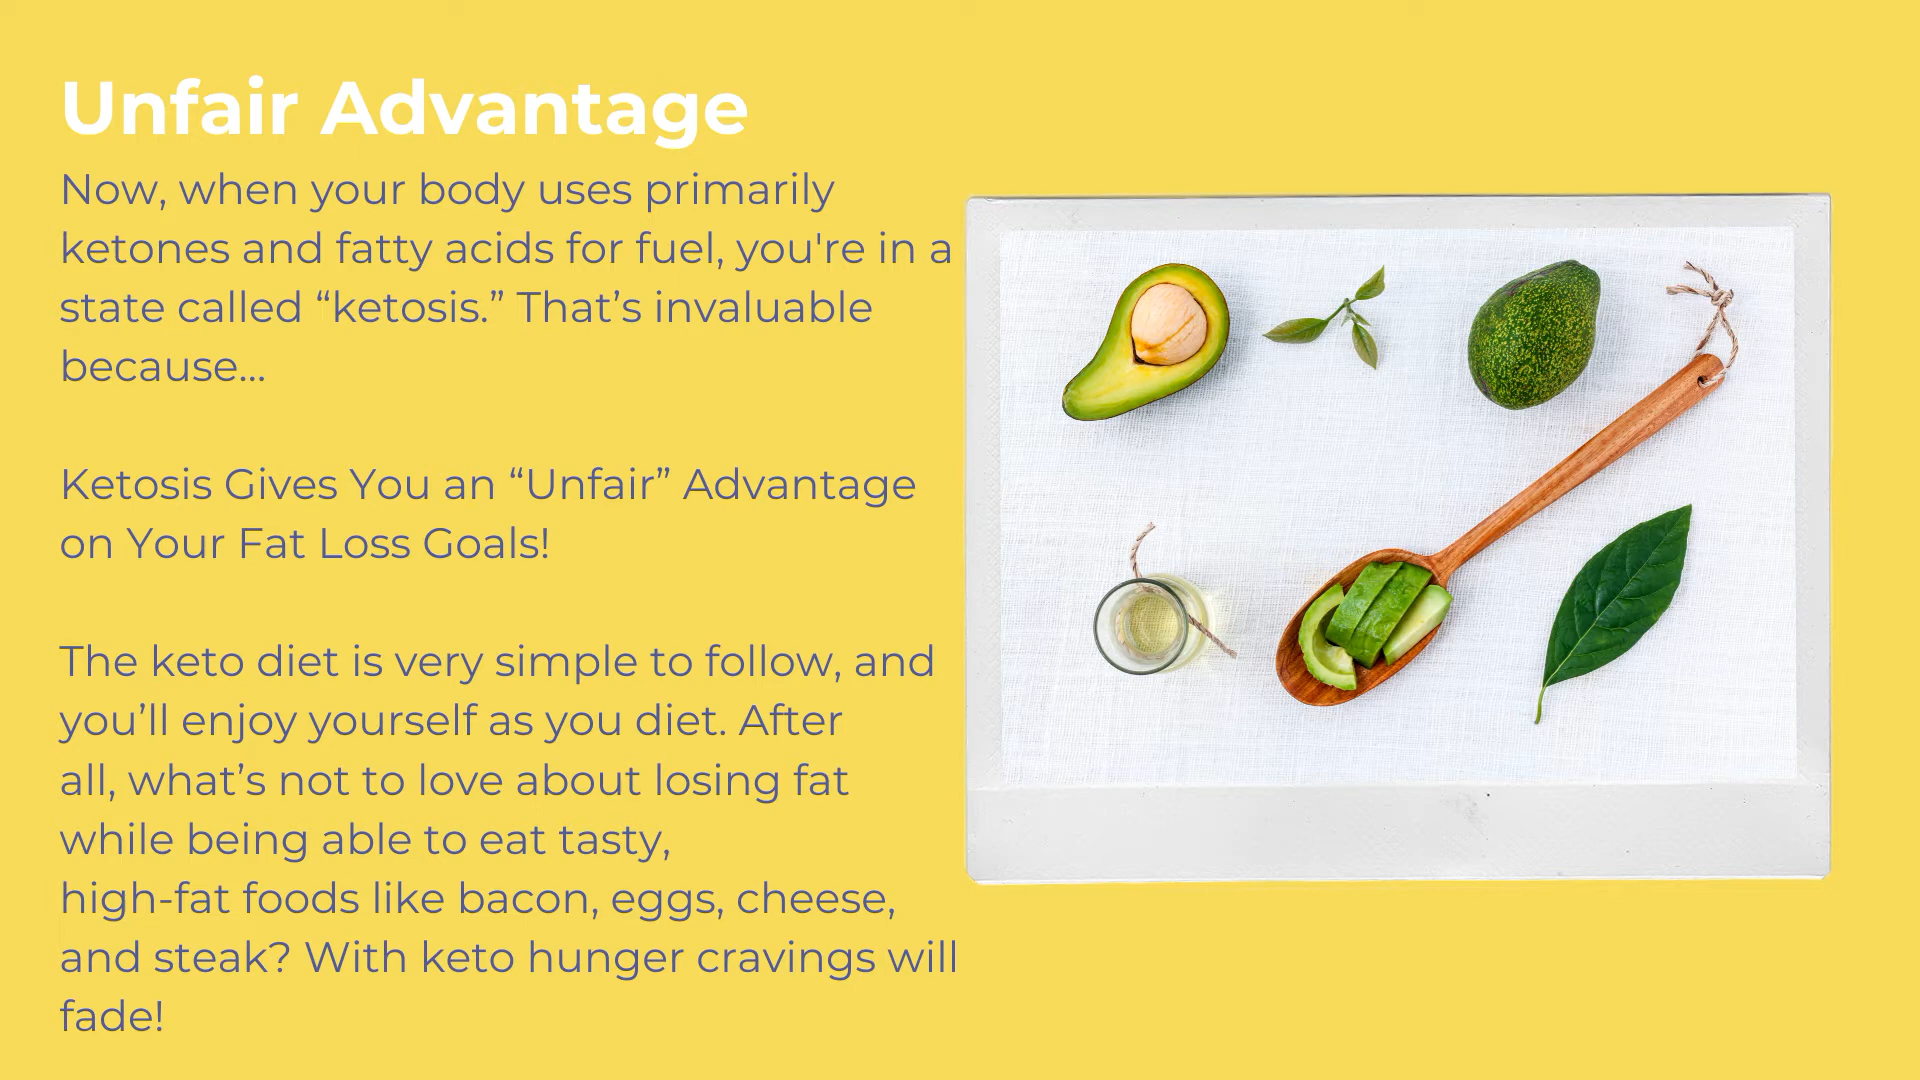 Unfair Advantage
Now, when your body uses primarily
ketones and fatty acids for fuel, you're in a
state called “ketosis.” That’s invaluable
because...
Ketosis Gives You an “Unfair” Advantage
on Your Fat Loss Goals!
The keto diet is very simple to follow, and
you’ll enjoy yourself as you diet. After
all, what’s not to love about losing fat
while being able to eat tasty,
high-fat foods like bacon, eggs, cheese,
and steak? With keto hunger cravings will
fade!